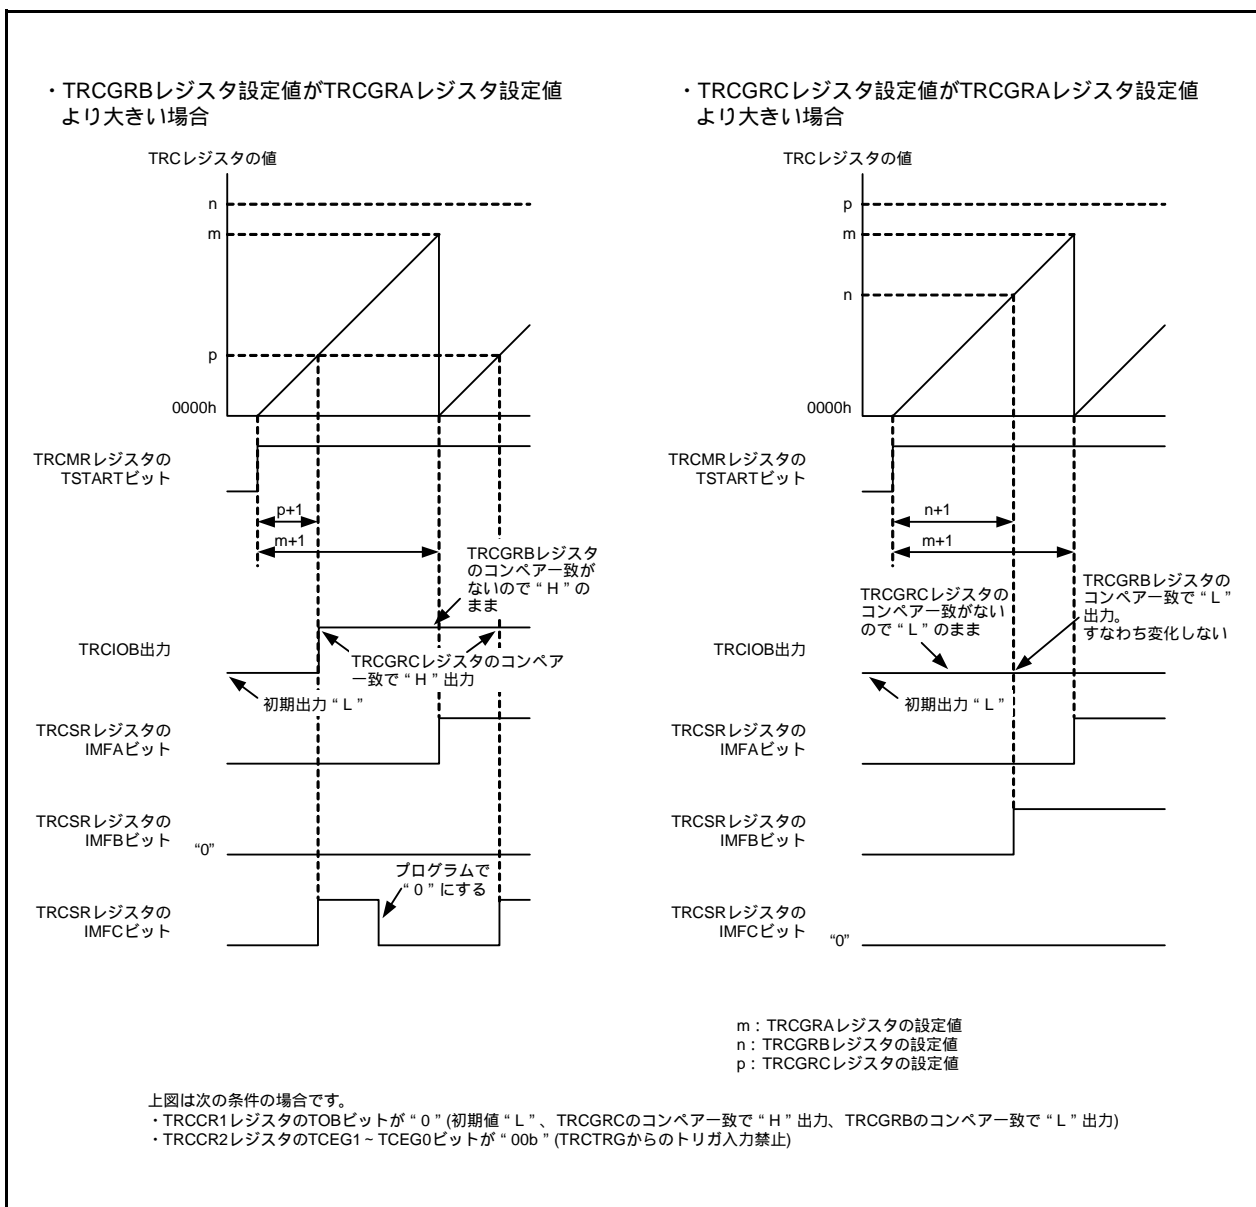 ・TRCGRBレジスタ設定値がTRCGRAレジスタ設定値
より大きい場合
TRCレジスタの値
n
m
p
0000h
TRCMRレジスタの
TSTARTビット
p+1
m+1
TRCGRBレジスタ
のコンペア一致が
ないので“H”の
まま
TRCIOB出力
TRCGRCレジスタのコンペア
一致で“H”出力
初期出力“L”
TRCSRレジスタの
IMFAビット
TRCSRレジスタの
IMFBビット
“0”
プログラムで
“0”にする
TRCSRレジスタの
IMFCビット
・TRCGRCレジスタ設定値がTRCGRAレジスタ設定値
より大きい場合
TRCレジスタの値
p
m
n
0000h
TRCMRレジスタの
TSTARTビット
n+1
m+1
TRCGRCレジスタの
コンペア一致がない
ので“L”のまま
TRCGRBレジスタの
コンペア一致で“L”
出力。
すなわち変化しない
TRCIOB出力
初期出力“L”
TRCSRレジスタの
IMFAビット
TRCSRレジスタの
IMFBビット
TRCSRレジスタの
IMFCビット
“0”
m：TRCGRAレジスタの設定値
n：TRCGRBレジスタの設定値
p：TRCGRCレジスタの設定値
上図は次の条件の場合です。
・TRCCR1レジスタのTOBビットが“0”(初期値“L”、TRCGRCのコンペア一致で“H”出力、TRCGRBのコンペア一致で“L”出力)
・TRCCR2レジスタのTCEG1～TCEG0ビットが“00b”(TRCTRGからのトリガ入力禁止)